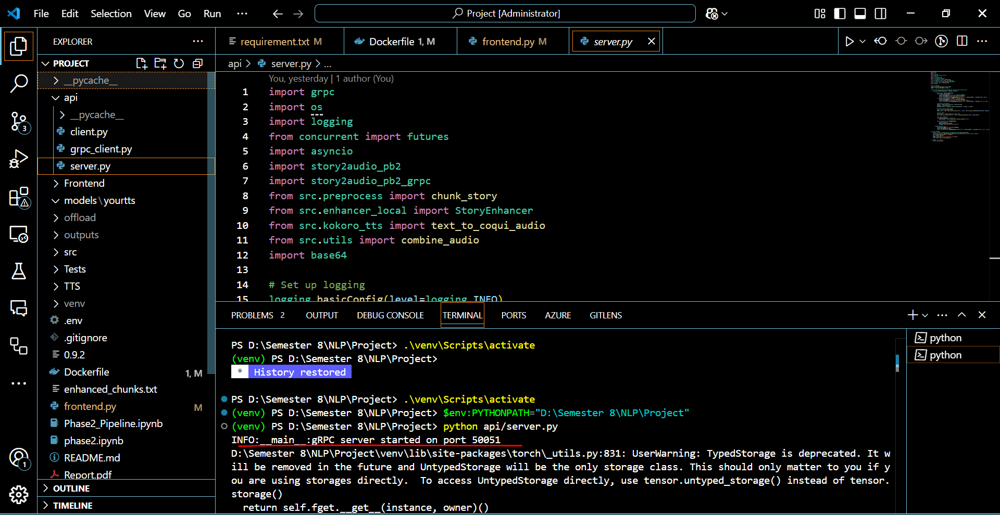 File Edit Selection View Go Run ...
Project [Administrator]
EXPLORER
PROJECT
__pycache__
api
__pycache__
client.py
grpc_client.py
server.py
Frontend
models\yourtts
offload
outputs
src
Tests
TTS
venv
.env
.gitignore
0.9.2
Dockerfile 1, M
enhanced_chunks.txt
frontend.py M
Phase2_Pipeline.ipynb
phase2.ipynb
README.md
Report.pdf
OUTLINE
TIMELINE
3
1
requirement.txt M
Dockerfile 1, M
frontend.py M
server.py
api > server.py > ...
You, yesterday | 1 author (You)
1 import grpc
2 import os
3 import logging
4 from concurrent import futures
5 import asyncio
6 import story2audio_pb2
7 import story2audio_pb2_grpc
8 from src.preprocess import chunk_story
9 from src.enhancer_local import StoryEnhancer
10 from src.kokoro_tts import text_to_coqui_audio
11 from src.utils import combine_audio
12 import base64
13
14 # Set up logging
15 logging.basicConfig(level=logging.INFO)
PROBLEMS 2 OUTPUT DEBUG CONSOLE TERMINAL PORTS AZURE GITLENS
PS D:\Semester 8\NLP\Project> .\venv\Scripts\activate
(venv) PS D:\Semester 8\NLP\Project>
* History restored
PS D:\Semester 8\NLP\Project> .\venv\Scripts\activate
(venv) PS D:\Semester 8\NLP\Project> $env:PYTHONPATH="D:\Semester 8\NLP\Project"
(venv) PS D:\Semester 8\NLP\Project> python api/server.py
INFO:__main__:gRPC server started on port 50051
D:\Semester 8\NLP\Project\venv\lib\site-packages\torch\_utils.py:831: UserWarning: TypedStorage is deprecated. It w
ill be removed in the future and UntypedStorage will be the only storage class. This should only matter to you if y
ou are using storages directly.  To access UntypedStorage directly, use tensor.untyped_storage() instead of tensor.
storage()
  return self.fget.__get__(instance, owner)()
python
python